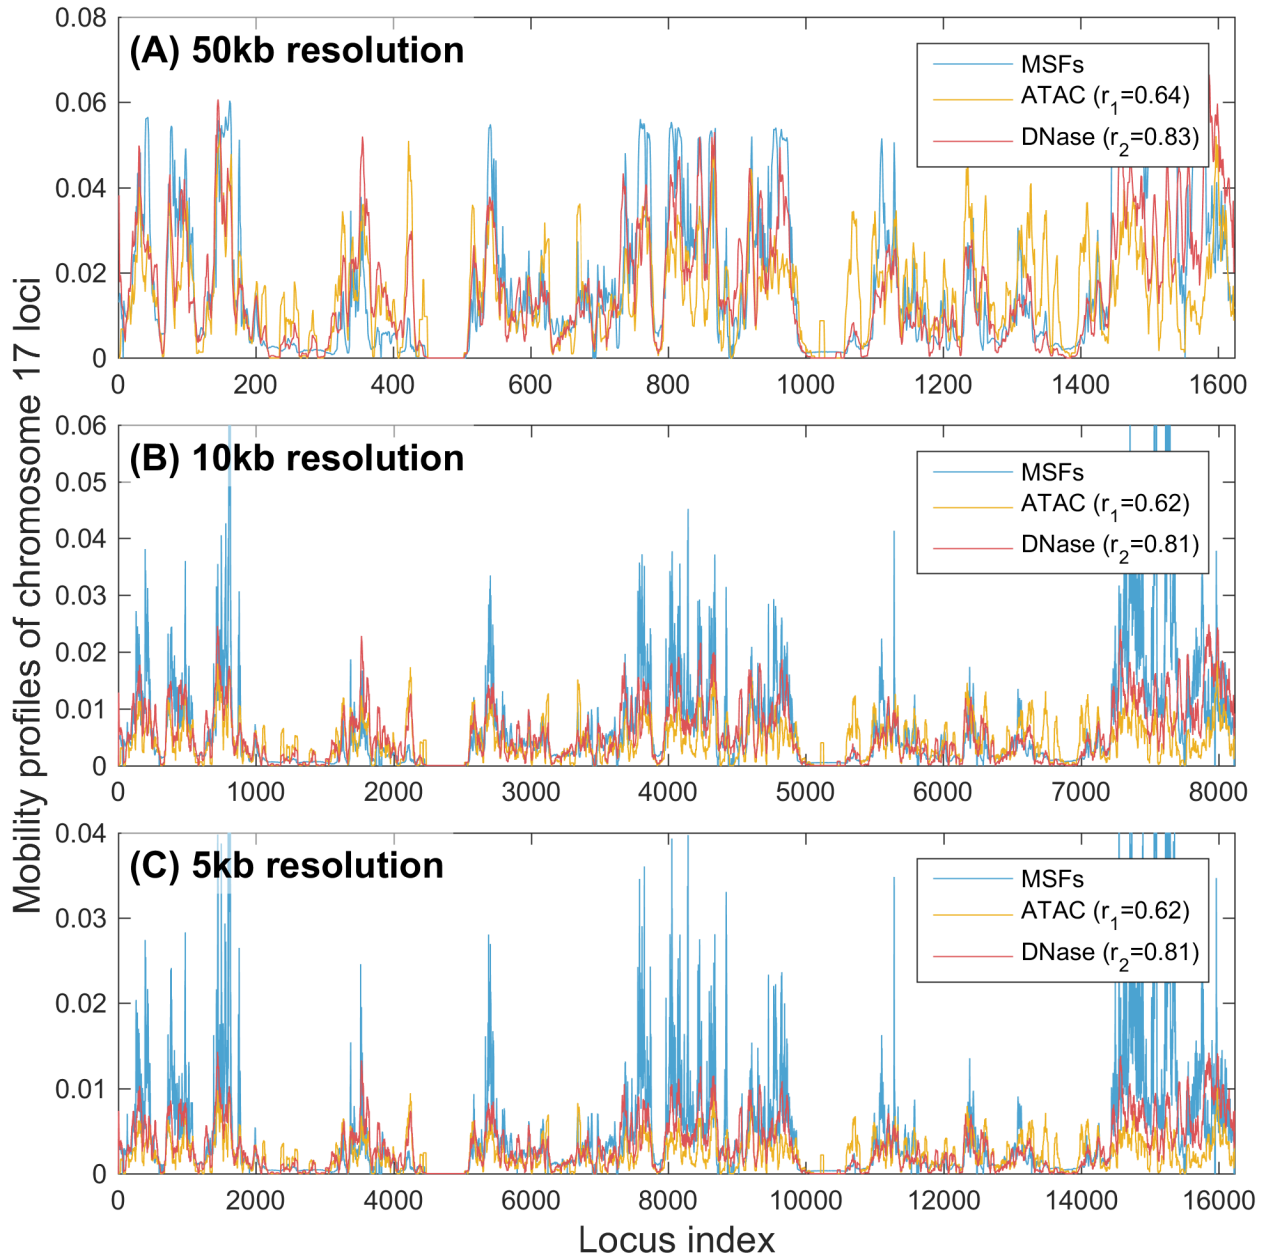 Mobility profiles of chromosome 17 loci
(A) 50kb resolution
MSFs
ATAC (r1=0.64)
DNase (r2=0.83)
0.08
0.06
0.04
0.02
0
0 200 400 600 800 1000 1200 1400 1600
(B) 10kb resolution
MSFs
ATAC (r1=0.62)
DNase (r2=0.81)
0.06
0.05
0.04
0.03
0.02
0.01
0
0 1000 2000 3000 4000 5000 6000 7000 8000
(C) 5kb resolution
MSFs
ATAC (r1=0.62)
DNase (r2=0.81)
0.04
0.03
0.02
0.01
0
0 2000 4000 6000 8000 10000 12000 14000 16000
Locus index